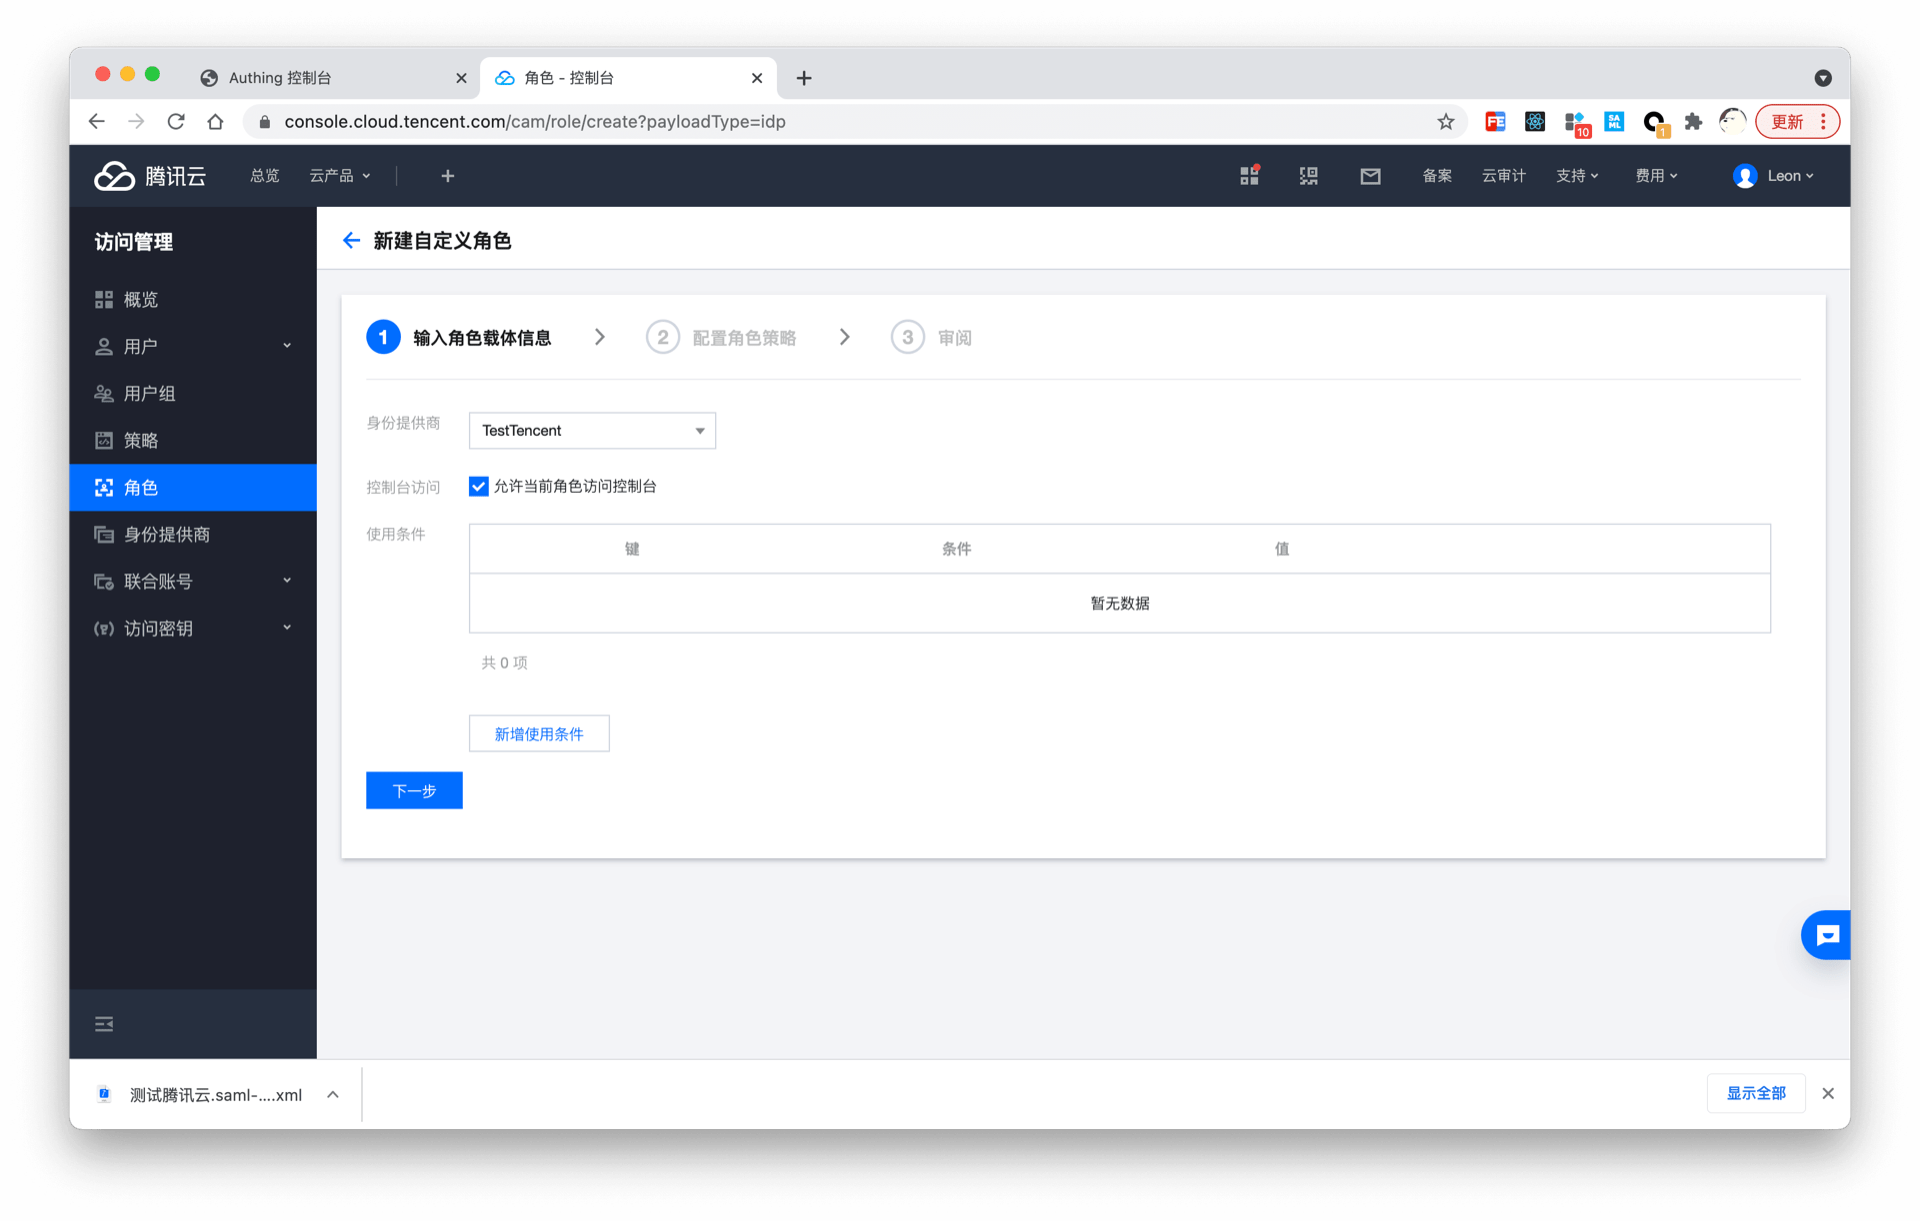 Authing 控制台
角色 - 控制台
console.cloud.tencent.com/cam/role/create?payloadType=idp
FE
10
SA
ML
1
更新
腾讯云
总览
云产品
备案
云审计
支持
费用
Leon
访问管理
概览
用户
用户组
策略
角色
身份提供商
联合账号
访问密钥
新建自定义角色
1 输入角色载体信息
2 配置角色策略
3 审阅
身份提供商
TestTencent
控制台访问
允许当前角色访问控制台
使用条件
键 条件 值
暂无数据
共 0 项
新增使用条件
下一步
测试腾讯云.saml-....xml
显示全部